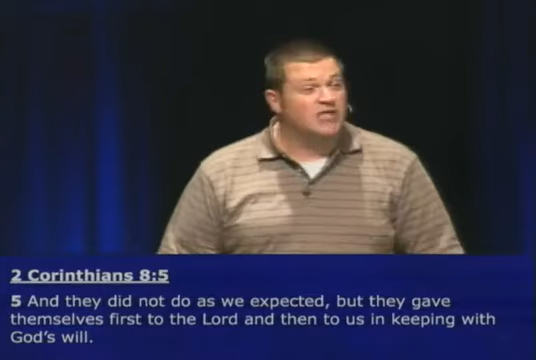 2 Corinthians 8:5
5 And they did not do as we expected, but they gave
themselves first to the Lord and then to us in keeping with
God's will.